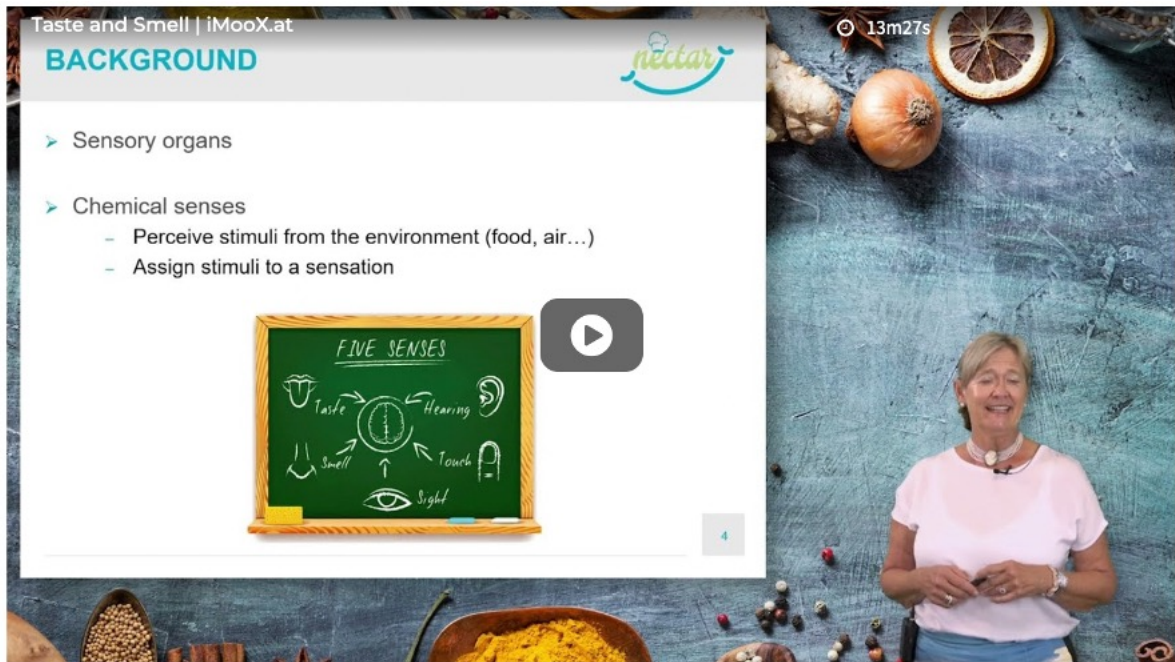 Taste and Smell | iMooX.at
13m27s
BACKGROUND
nectar
Sensory organs
Chemical senses
– Perceive stimuli from the environment (food, air…)
– Assign stimuli to a sensation
FIVE SENSES
Taste
Hearing
Smell
Touch
Sight
4